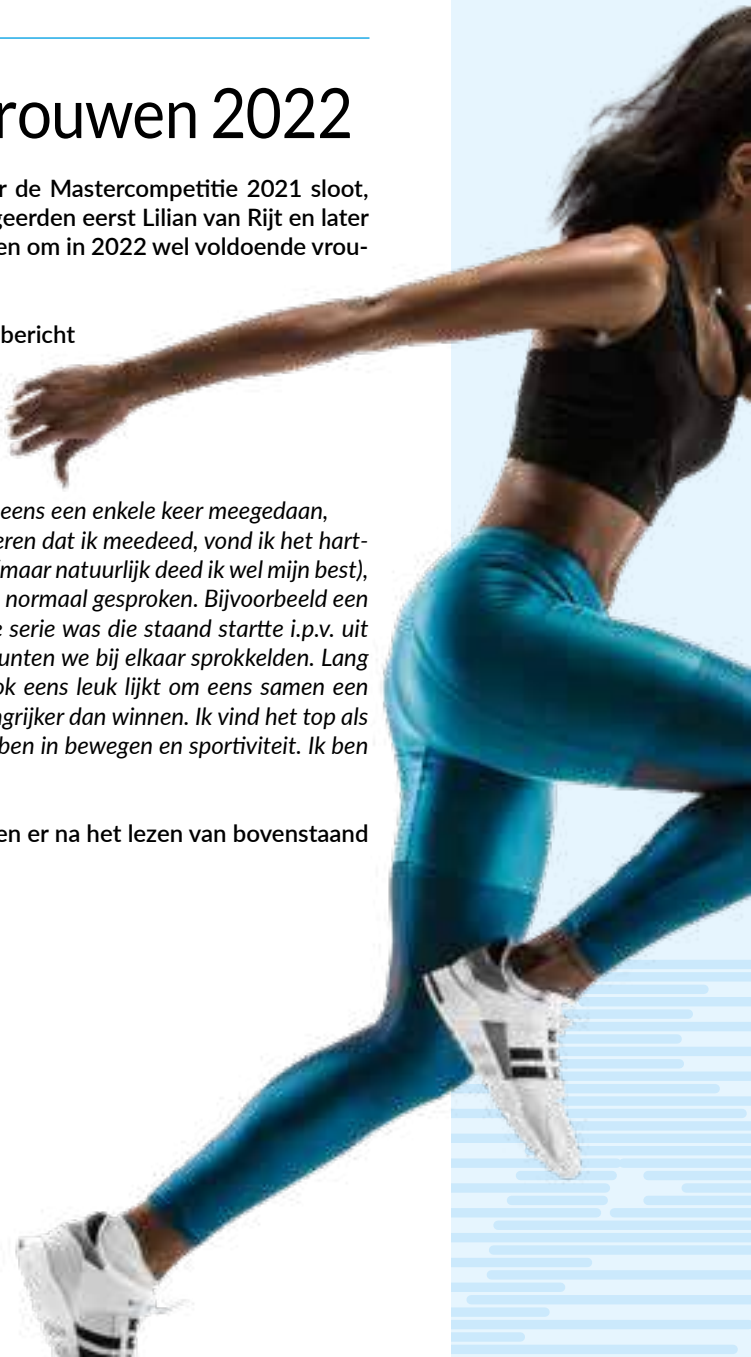 rouwen 2022
r de Mastercompetitie 2021 sloot,
geerden eerst Lilian van Rijt en later
en om in 2022 wel voldoende vrou-
bericht
eens een enkele keer meegedaan,
eren dat ik meedeed, vond ik het hart-
(maar natuurlijk deed ik wel mijn best),
normaal gesproken. Bijvoorbeeld een
e serie was die staand startte i.p.v. uit
unten we bij elkaar sprokkelden. Lang
ok eens leuk lijkt om eens samen een
ngrijker dan winnen. Ik vind het top als
ben in bewegen en sportiviteit. Ik ben
en er na het lezen van bovenstaand